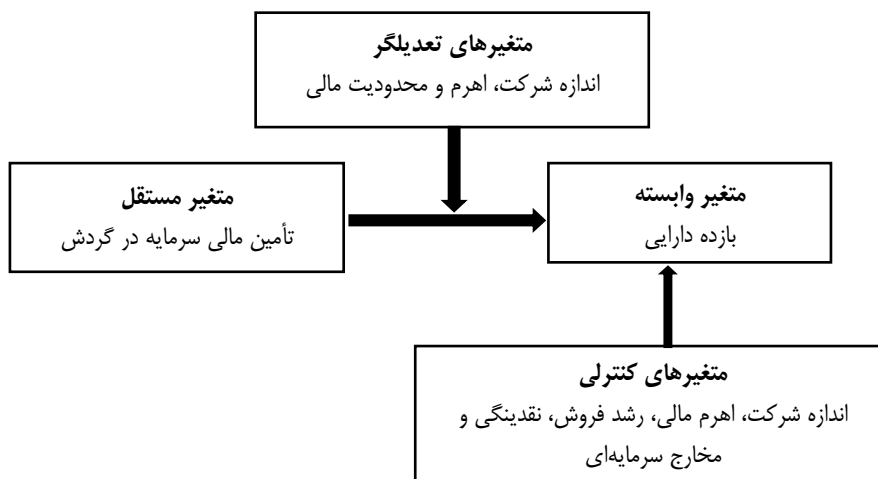 متغیرهای تعدیلگر
اندازه شرکت، اهرم و محدودیت مالی
متغیر مستقل
تأمین مالی سرمایه در گردش
متغیر وابسته
بازده دارایی
متغیرهای کنترلی
اندازه شرکت، اهرم مالی، رشد فروش، نقدینگی و
مخارج سرمایه‌ای